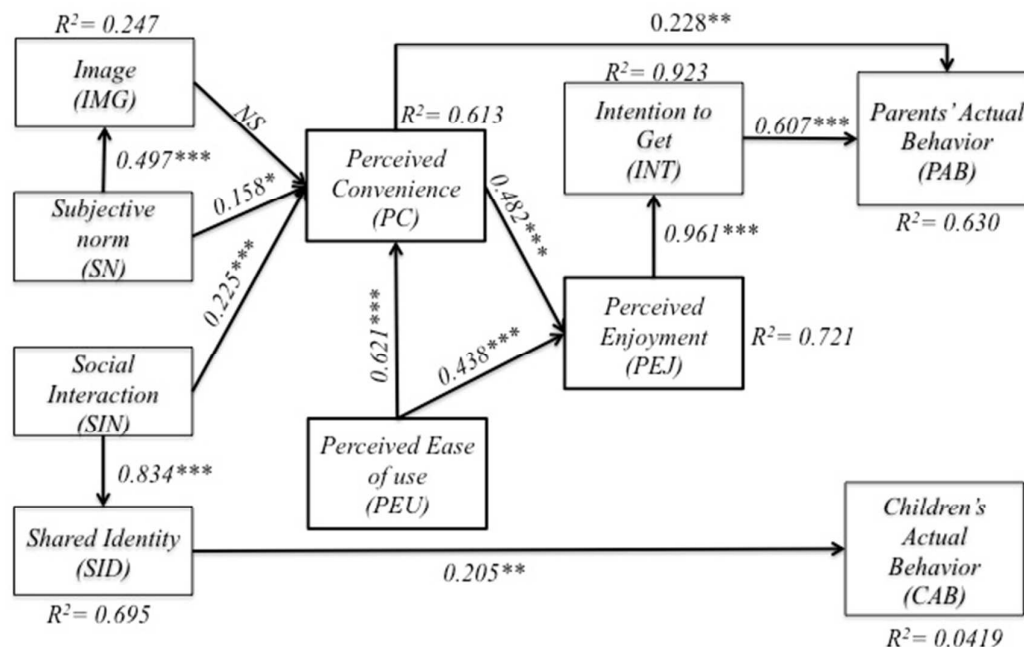 R²= 0.247
Image
(IMG)
0.497***
Subjective
norm
(SN)
NS
0.158*
0.225***
Social
Interaction
(SIN)
0.834***
Shared Identity
(SID)
R²= 0.695
0.228**
R²= 0.613
Perceived
Convenience
(PC)
0.621***
0.482***
0.438***
Perceived Ease
of use
(PEU)
R²= 0.923
Intention to
Get
(INT)
0.607***
0.961***
Perceived
Enjoyment
(PEJ)
R²= 0.721
Parents' Actual
Behavior
(PAB)
R²= 0.630
0.205**
Children's
Actual
Behavior
(CAB)
R²= 0.0419